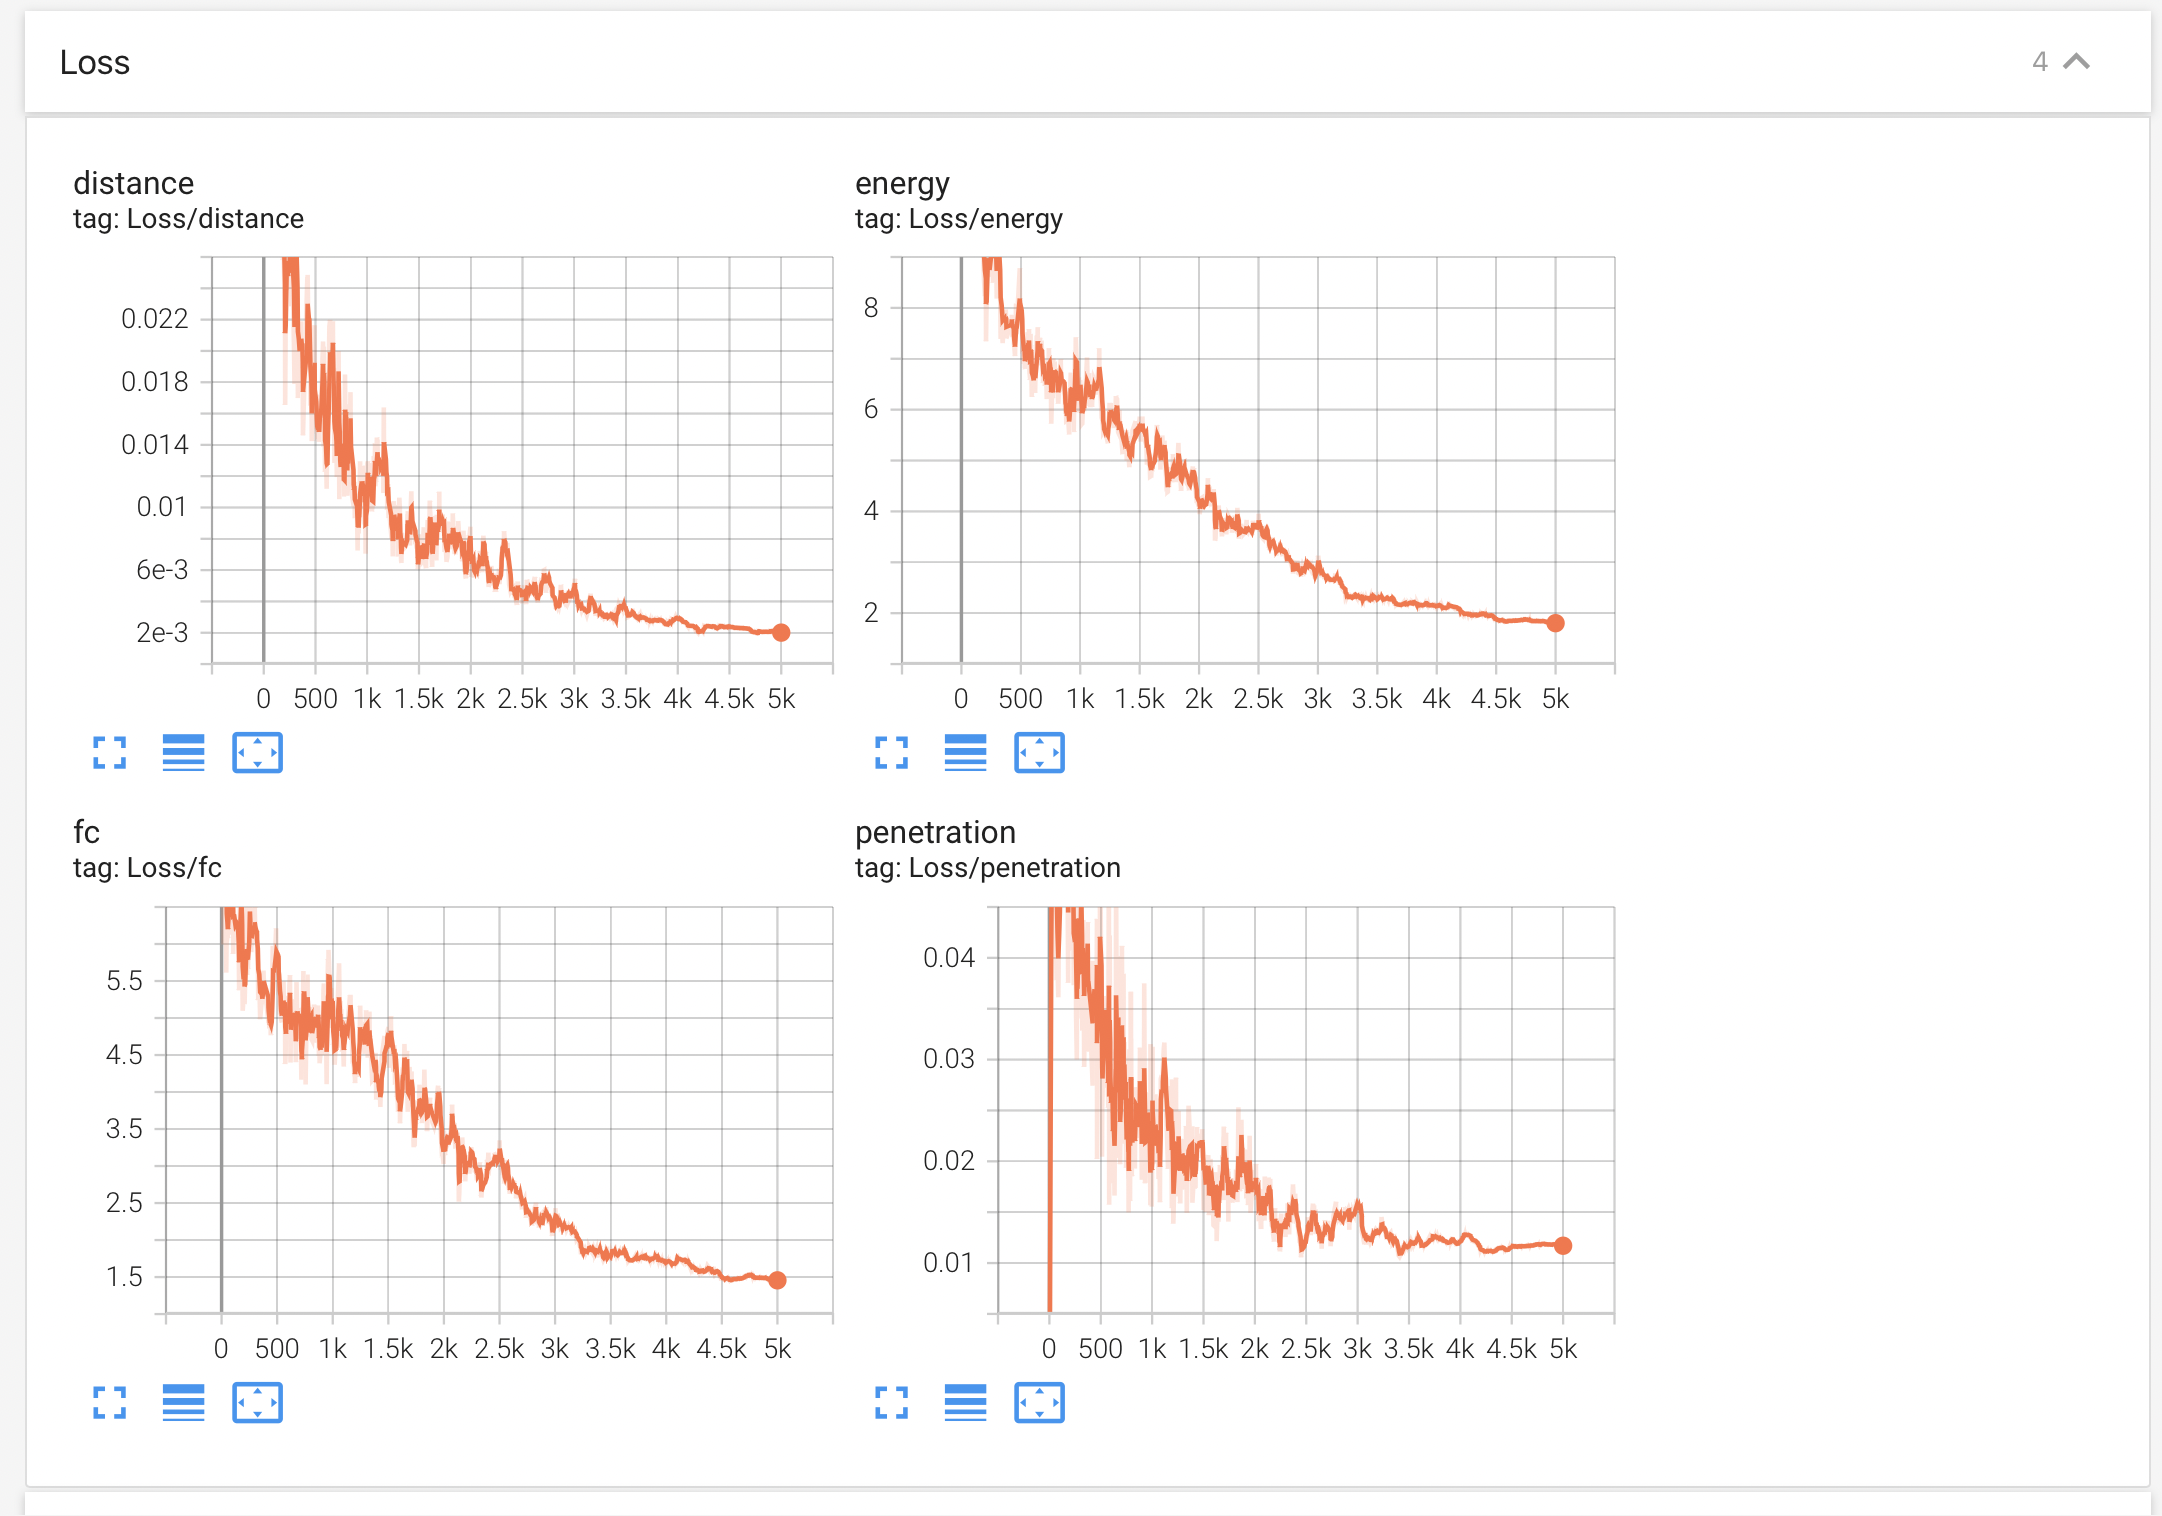 Loss
4
distance
tag: Loss/distance
0.022
0.018
0.014
0.01
6e-3
2e-3
0 500 1k 1.5k 2k 2.5k 3k 3.5k 4k 4.5k 5k
energy
tag: Loss/energy
8
6
4
2
0 500 1k 1.5k 2k 2.5k 3k 3.5k 4k 4.5k 5k
fc
tag: Loss/fc
5.5
4.5
3.5
2.5
1.5
0 500 1k 1.5k 2k 2.5k 3k 3.5k 4k 4.5k 5k
penetration
tag: Loss/penetration
0.04
0.03
0.02
0.01
0 500 1k 1.5k 2k 2.5k 3k 3.5k 4k 4.5k 5k